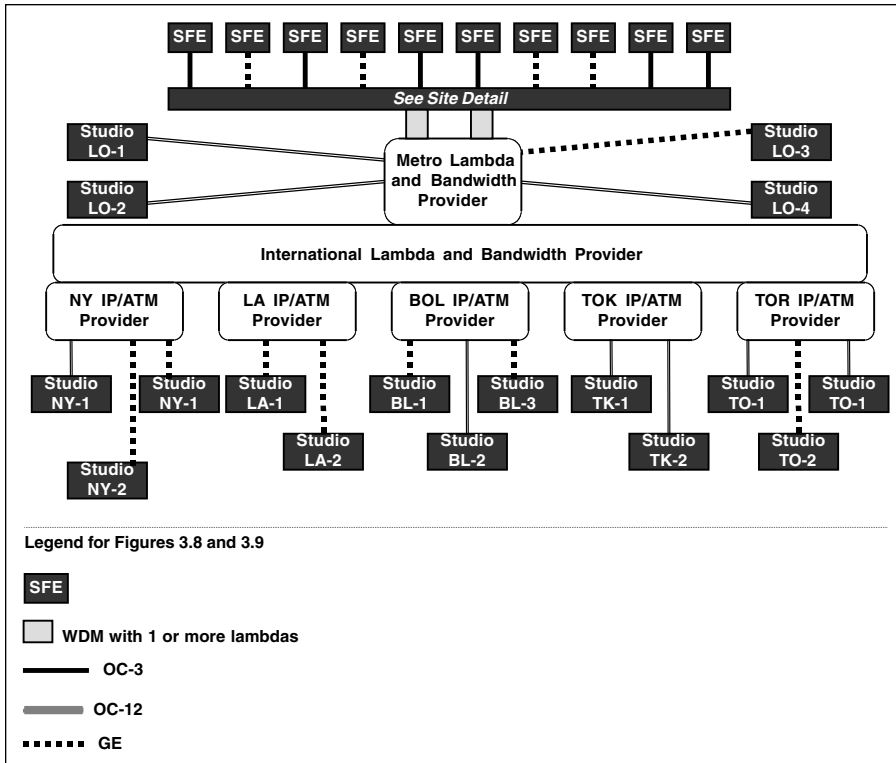 SFE SFE SFE SFE SFE SFE SFE SFE SFE SFE
See Site Detail
Studio
LO-1
Studio
LO-2
Metro Lambda
and Bandwidth
Provider
Studio
LO-3
Studio
LO-4
International Lambda and Bandwidth Provider
NY IP/ATM
Provider
LA IP/ATM
Provider
BOL IP/ATM
Provider
TOK IP/ATM
Provider
TOR IP/ATM
Provider
Studio
NY-1
Studio
NY-1
Studio
LA-1
Studio
BL-1
Studio
BL-3
Studio
TK-1
Studio
TO-1
Studio
TO-1
Studio
NY-2
Studio
LA-2
Studio
BL-2
Studio
TK-2
Studio
TO-2
Legend for Figures 3.8 and 3.9
SFE
WDM with 1 or more lambdas
OC-3
OC-12
GE